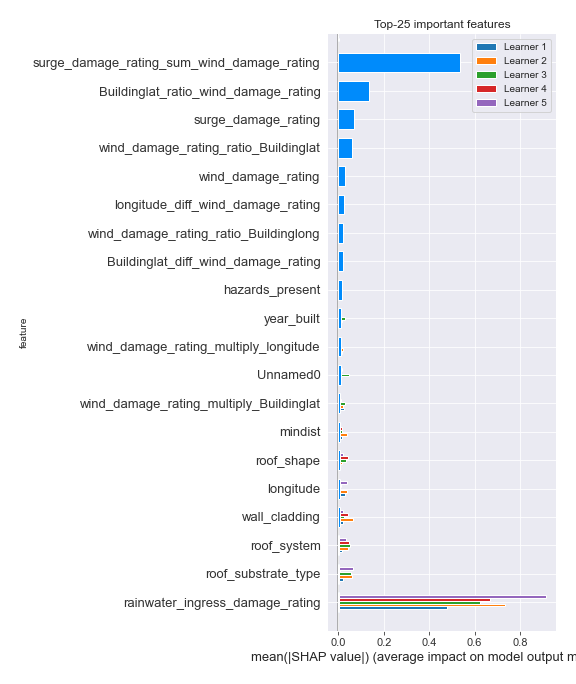 Top-25 important features
Learner 1
Learner 2
Learner 3
Learner 4
Learner 5
surge_damage_rating_sum_wind_damage_rating
Buildinglat_ratio_wind_damage_rating
surge_damage_rating
wind_damage_rating_ratio_Buildinglat
wind_damage_rating
longitude_diff_wind_damage_rating
wind_damage_rating_ratio_Buildinglong
Buildinglat_diff_wind_damage_rating
hazards_present
year_built
wind_damage_rating_multiply_longitude
Unnamed0
wind_damage_rating_multiply_Buildinglat
mindist
roof_shape
longitude
wall_cladding
roof_system
roof_substrate_type
rainwater_ingress_damage_rating
feature
0.0 0.2 0.4 0.6 0.8
mean(|SHAP value|) (average impact on model output m